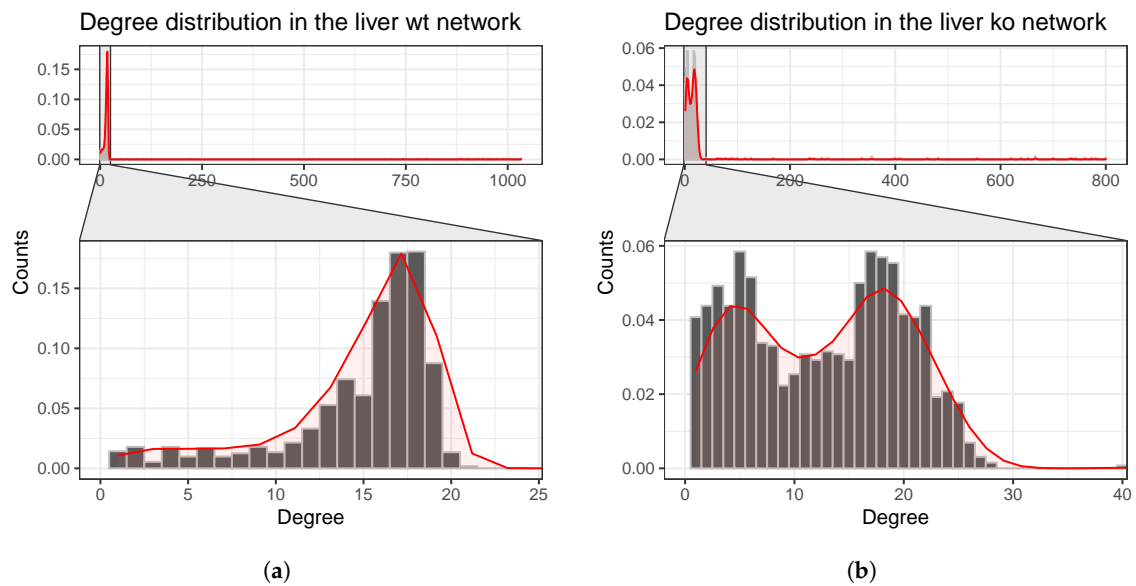 Degree distribution in the liver wt network
0.15
0.10
0.05
0.00
0 250 500 750 1000
Counts
0.15
0.10
0.05
0.00
0 5 10 15 20 25
Degree
(a)
Degree distribution in the liver ko network
0.06
0.04
0.02
0.00
0 200 400 600 800
Counts
0.06
0.04
0.02
0.00
0 10 20 30 40
Degree
(b)